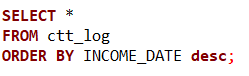 SELECT *
FROM ctt_log
ORDER BY INCOME_DATE desc;